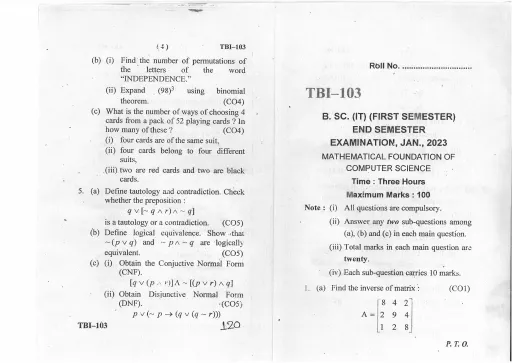 ( 4 ) TBI–103
(b) (i) Find the number of permutations of
the letters of the word
"INDEPENDENCE."
(ii) Expand (98)³ using binomial
theorem. (CO4)
(c) What is the number of ways of choosing 4
cards from a pack of 52 playing cards ? In
how many of these ? (CO4)
(i) four cards are of the same suit,
(ii) four cards belong to four different
suits,
(iii) two are red cards and two are black
cards.
5. (a) Define tautology and contradiction. Check
whether the preposition :
q ∨ [~ q ∧ r) ∧ ~ q]
is a tautology or a contradiction. (CO5)
(b) Define logical equivalence. Show that
~(p ∨ q) and ~ p ∧ ~ q are logically
equivalent. (CO5)
(c) (i) Obtain the Conjuctive Normal Form
(CNF).
[q ∨ (p ∧ r)] ∧ ~ [(p ∨ r) ∧ q]
(ii) Obtain Disjunctive Normal Form
(DNF). (CO5)
p ∨ (~ p → (q ∨ (q ~ r)))
TBI–103 120
Roll No. ................................
TBI–103
B. SC. (IT) (FIRST SEMESTER)
END SEMESTER
EXAMINATION, JAN., 2023
MATHEMATICAL FOUNDATION OF
COMPUTER SCIENCE
Time : Three Hours
Maximum Marks : 100
Note : (i) All questions are compulsory.
(ii) Answer any two sub-questions among
(a), (b) and (c) in each main question.
(iii) Total marks in each main question are
twenty.
(iv) Each sub-question carries 10 marks.
1. (a) Find the inverse of matrix : (CO1)
8 4 2
A = 2 9 4
1 2 8
P. T. O.